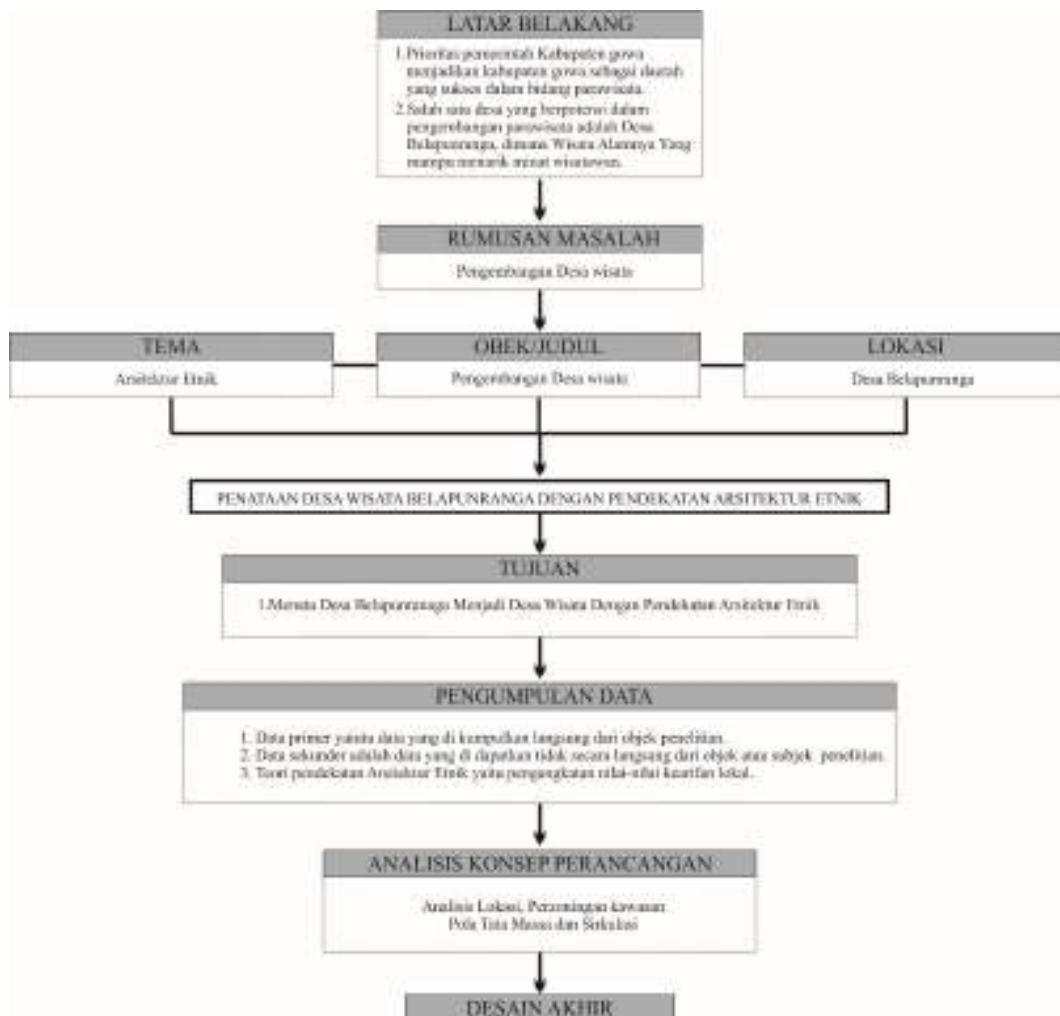 LATAR BELAKANG
1.Prioritas pemerintah Kabupaten gowa
menjadikan kabupaten gowa sebagai daerah
yang sukses dalam bidang parawisata.
2.Salah satu desa yang berpotensi dalam
pengembangan parawisata adalah Desa
Belapunranga, dimana Wisata Alamnya Yang
mampu menarik minat wisatawan.
RUMUSAN MASALAH
Pengembangan Desa wisata
TEMA
OBEK/JUDUL
LOKASI
Arsitektur Etnik
Pengembangan Desa wisata
Desa Belapunranga
PENATAAN DESA WISATA BELAPUNRANGA DENGAN PENDEKATAN ARSITEKTUR ETNIK
TUJUAN
1.Menata Desa Belapunranagu Menjadi Desa Wisata Dengan Pendekatan Arsitektur Etnik
PENGUMPULAN DATA
1. Data primer yaitu data yang di kumpulkan langsung dari objek penelitian.
2. Data sekunder adalah data yang di dapatkan tidak secara langsung dari objek atau subjek penelitian.
3. Teori pendekatan Arsitektur Etnik yaitu pengangkatan nilai-nilai kearifan lokal.
ANALISIS KONSEP PERANCANGAN
Analisis Lokasi, Perzoningan kawasan
Pola Tata Massa dan Sirkulasi
DESAIN AKHIR